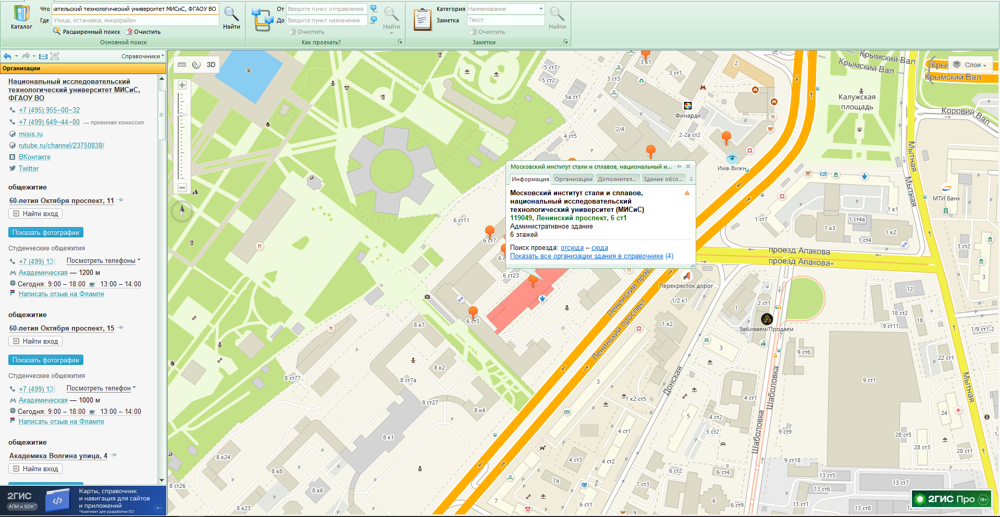 Каталог
Что
ательский технологический университет МИСиС, ФГАОУ ВО
Где
Улица, остановка, микрорайон
Найти
Расширенный поиск
Очистить
Основной поиск
От
Введите пункт отправления
До
Введите пункт назначения
Найти
Очистить
Как проехать?
Категория
Наименование
Заметка
Текст
Найти
Очистить
Заметки
Справочники
Организации
Национальный исследовательский
технологический университет МИСиС,
ФГАОУ ВО
+7 (495) 955–00–32
+7 (499) 649–44–80 — приемная комиссия
misis.ru
rutube.ru/channel/23750838/
ВКонтакте
Twitter
общежитие
60-летия Октября проспект, 11
Найти вход
Показать фотографии
Студенческие общежития
+7 (499) 135
Посмотреть телефоны
Академическая — 1200 м
Сегодня: 9:00 – 18:00 13:00 – 14:00
Написать отзыв на Флампе
общежитие
60-летия Октября проспект, 15
Найти вход
Показать фотографии
Студенческие общежития
+7 (499) 135
Посмотреть телефон
Академическая — 1000 м
Сегодня: 9:00 – 18:00 13:00 – 14:00
Написать отзыв на Флампе
общежитие
Академика Волгина улица, 4
Найти вход
2ГИС
АПИ и SDK*
Карты, справочник
и навигация для сайтов
и приложений
*Комплект для разработки ПО
18+
3D
Слои
Московский институт стали и сплавов, национальный и...
Информация
Организации
Дополнител...
Здание обсл...
Московский институт стали и сплавов,
национальный исследовательский
технологический университет (МИСиС)
119049, Ленинский проспект, 6 ст1
Административное здание
6 этажей
Поиск проезда: отсюда – сюда
Показать все организации здания в справочнике (4)
5 ст3
5 ст2
5а ст1
3 к1
3 ст3
3 ст1
2
Финарди
2/4
2-2а ст2
4 ст5
Има-Вижн
Крымский Вал
Крымский Вал
Крымский Вал
Калужская
площадь
Коровий Вал
Мытная
Мытная
МТИ Банк
1 к1
1 ст7
1 ст4а
1 к3
1 к2
1 ст4
3 ст2
3
проезд Апакова
проезд Апакова
6 ст11
6 ст7
6 ст23
6 ст3
Ленинский проспект
Перекресток дорог
1/2 к1
1 к2
1
2 ст1
Забиваем/Продаем
12
18 ст2
18
9 ст11
1/9 ст1-2
3
9 ст6
22 ст1
9 ст1
Мытная
8 к7
8 к2
8 ст77
8 ст7а
8 ст27
8 к4
8 к1
8 к24
8 к8
8 к6
8 ст26
8 к23
3
Донская
1 к2 ст5
5
4 ст1
4 ст2
5 ст2
4 ст1
4 ст3
4 ст2
7а
7
6 ст1
7 ст3
6 ст2
6 ст4
6
6 ст9
9
Шаболовка
Шаболовка
9 ст9
9 ст18
24
28 ст5
28 ст3
28 ст1
13 ст5
13 ст6
13 ст7
13 ст1
13 ст8
2ГИС Про 18+